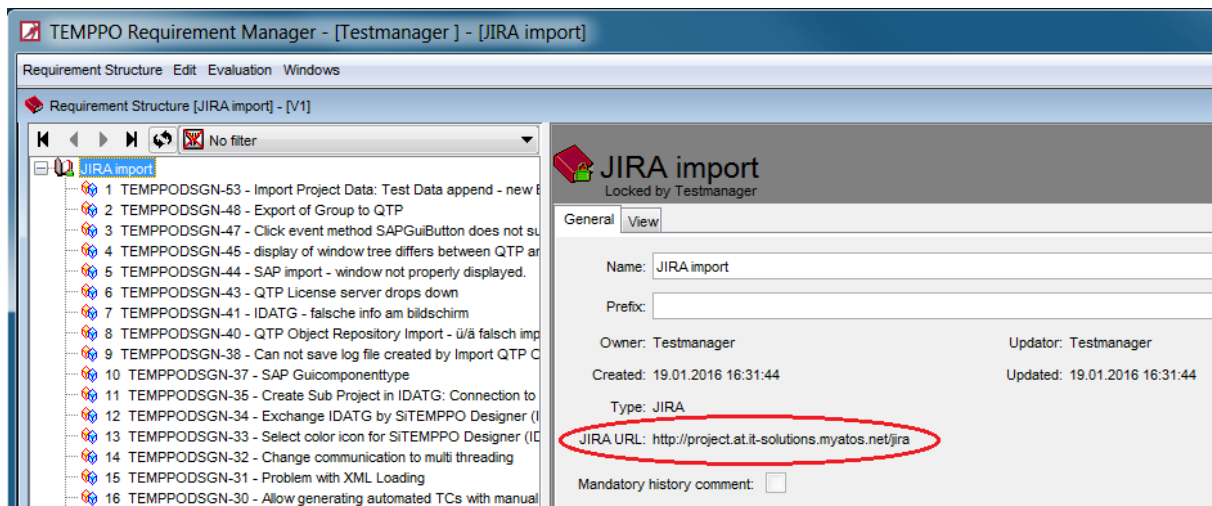 TEMPPO Requirement Manager - [Testmanager ] - [JIRA import]
Requirement Structure Edit Evaluation Windows
Requirement Structure [JIRA import] - [V1]
No filter
JIRA import
1 TEMPPODSGN-53 - Import Project Data: Test Data append - new
2 TEMPPODSGN-48 - Export of Group to QTP
3 TEMPPODSGN-47 - Click event method SAPGuiButton does not su
4 TEMPPODSGN-45 - display of window tree differs between QTP ar
5 TEMPPODSGN-44 - SAP import - window not properly displayed.
6 TEMPPODSGN-43 - QTP License server drops down
7 TEMPPODSGN-41 - IDATG - falsche info am bildschirm
8 TEMPPODSGN-40 - QTP Object Repository Import - ü/ä falsch imp
9 TEMPPODSGN-38 - Can not save log file created by Import QTP
10 TEMPPODSGN-37 - SAP Guicomponenttype
11 TEMPPODSGN-35 - Create Sub Project in IDATG: Connection to
12 TEMPPODSGN-34 - Exchange IDATG by SiTEMPPO Designer (I
13 TEMPPODSGN-33 - Select color icon for SiTEMPPO Designer (ID
14 TEMPPODSGN-32 - Change communication to multi threading
15 TEMPPODSGN-31 - Problem with XML Loading
16 TEMPPODSGN-30 - Allow generating automated TCs with manual
JIRA import
Locked by Testmanager
General View
Name: JIRA import
Prefix:
Owner: Testmanager Updator: Testmanager
Created: 19.01.2016 16:31:44 Updated: 19.01.2016 16:31:44
Type: JIRA
JIRA URL: http://project.at.it-solutions.myatos.net/jira
Mandatory history comment: